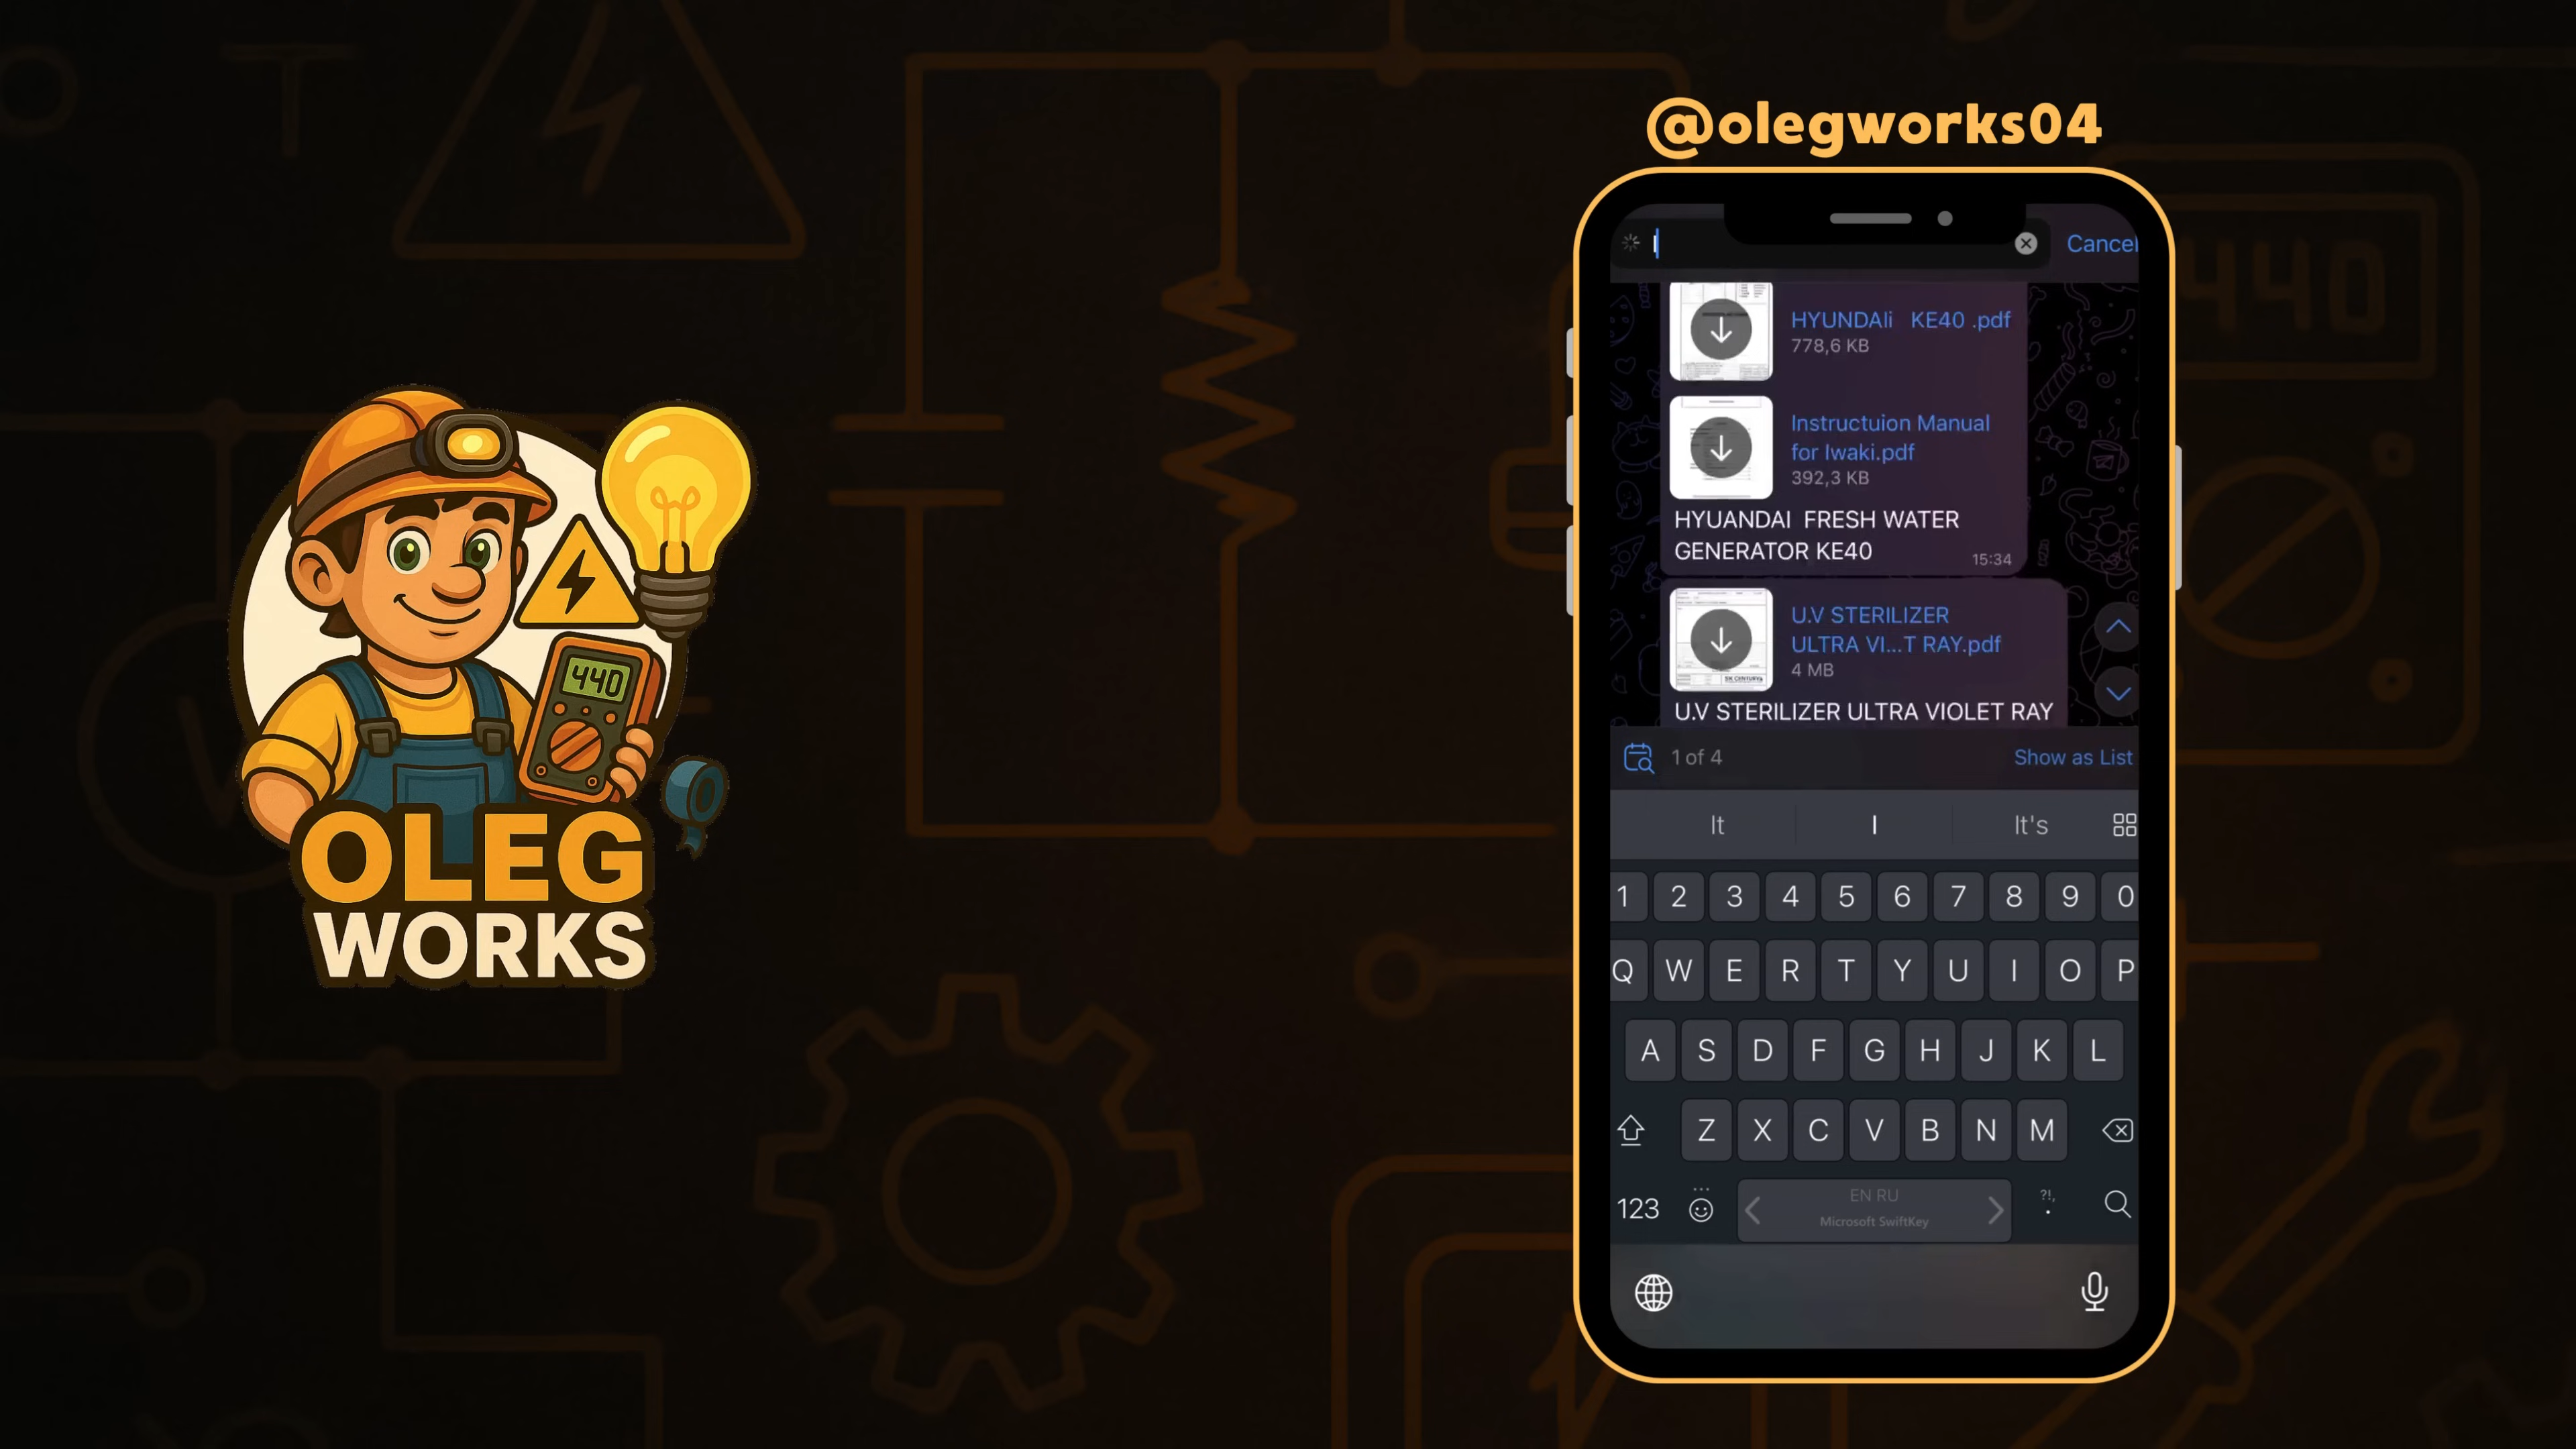 @olegworks04
I
Cancel
HYUNDAIi KE40 .pdf
778,6 KB
Instructuion Manual
for Iwaki.pdf
392,3 KB
HYUANDAI FRESH WATER
GENERATOR KE40
15:34
U.V STERILIZER
ULTRA VI...T RAY.pdf
4 MB
U.V STERILIZER ULTRA VIOLET RAY
1 of 4
Show as List
It I It's
1 2 3 4 5 6 7 8 9 0
Q W E R T Y U I O P
A S D F G H J K L
Z X C V B N M
123
EN RU
Microsoft SwiftKey
?!,
.
440
OLEG
WORKS
440